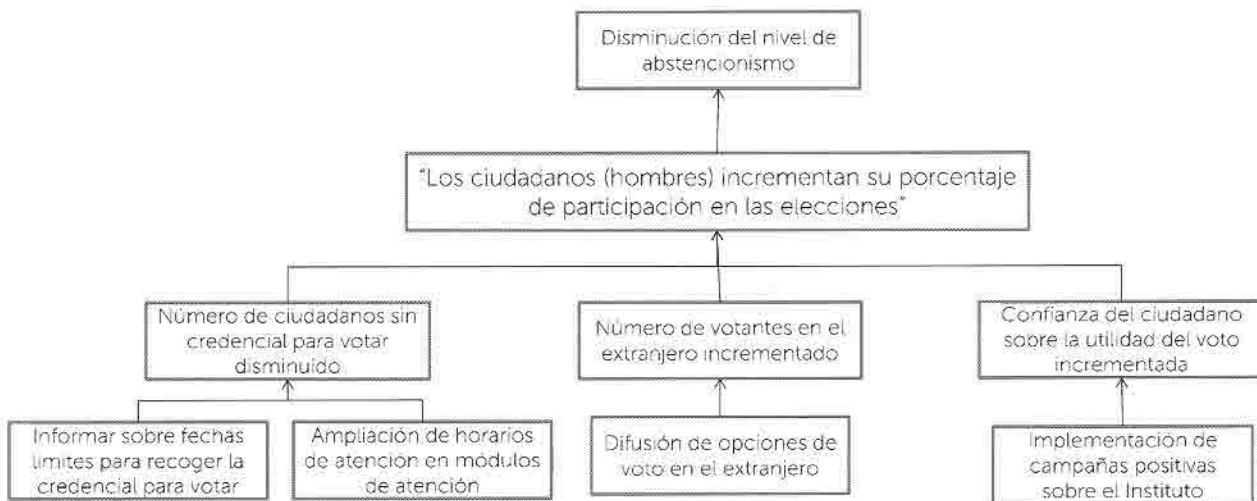 Disminución del nivel de
abstencionismo
"Los ciudadanos (hombres) incrementan su porcentaje
de participación en las elecciones"
Número de ciudadanos sin
credencial para votar
disminuido
Número de votantes en el
extranjero incrementado
Confianza del ciudadano
sobre la utilidad del voto
incrementada
Informar sobre fechas
limites para recoger la
credencial para votar
Ampliación de horarios
de atención en módulos
de atención
Difusión de opciones de
voto en el extranjero
Implementación de
campañas positivas
sobre el Instituto